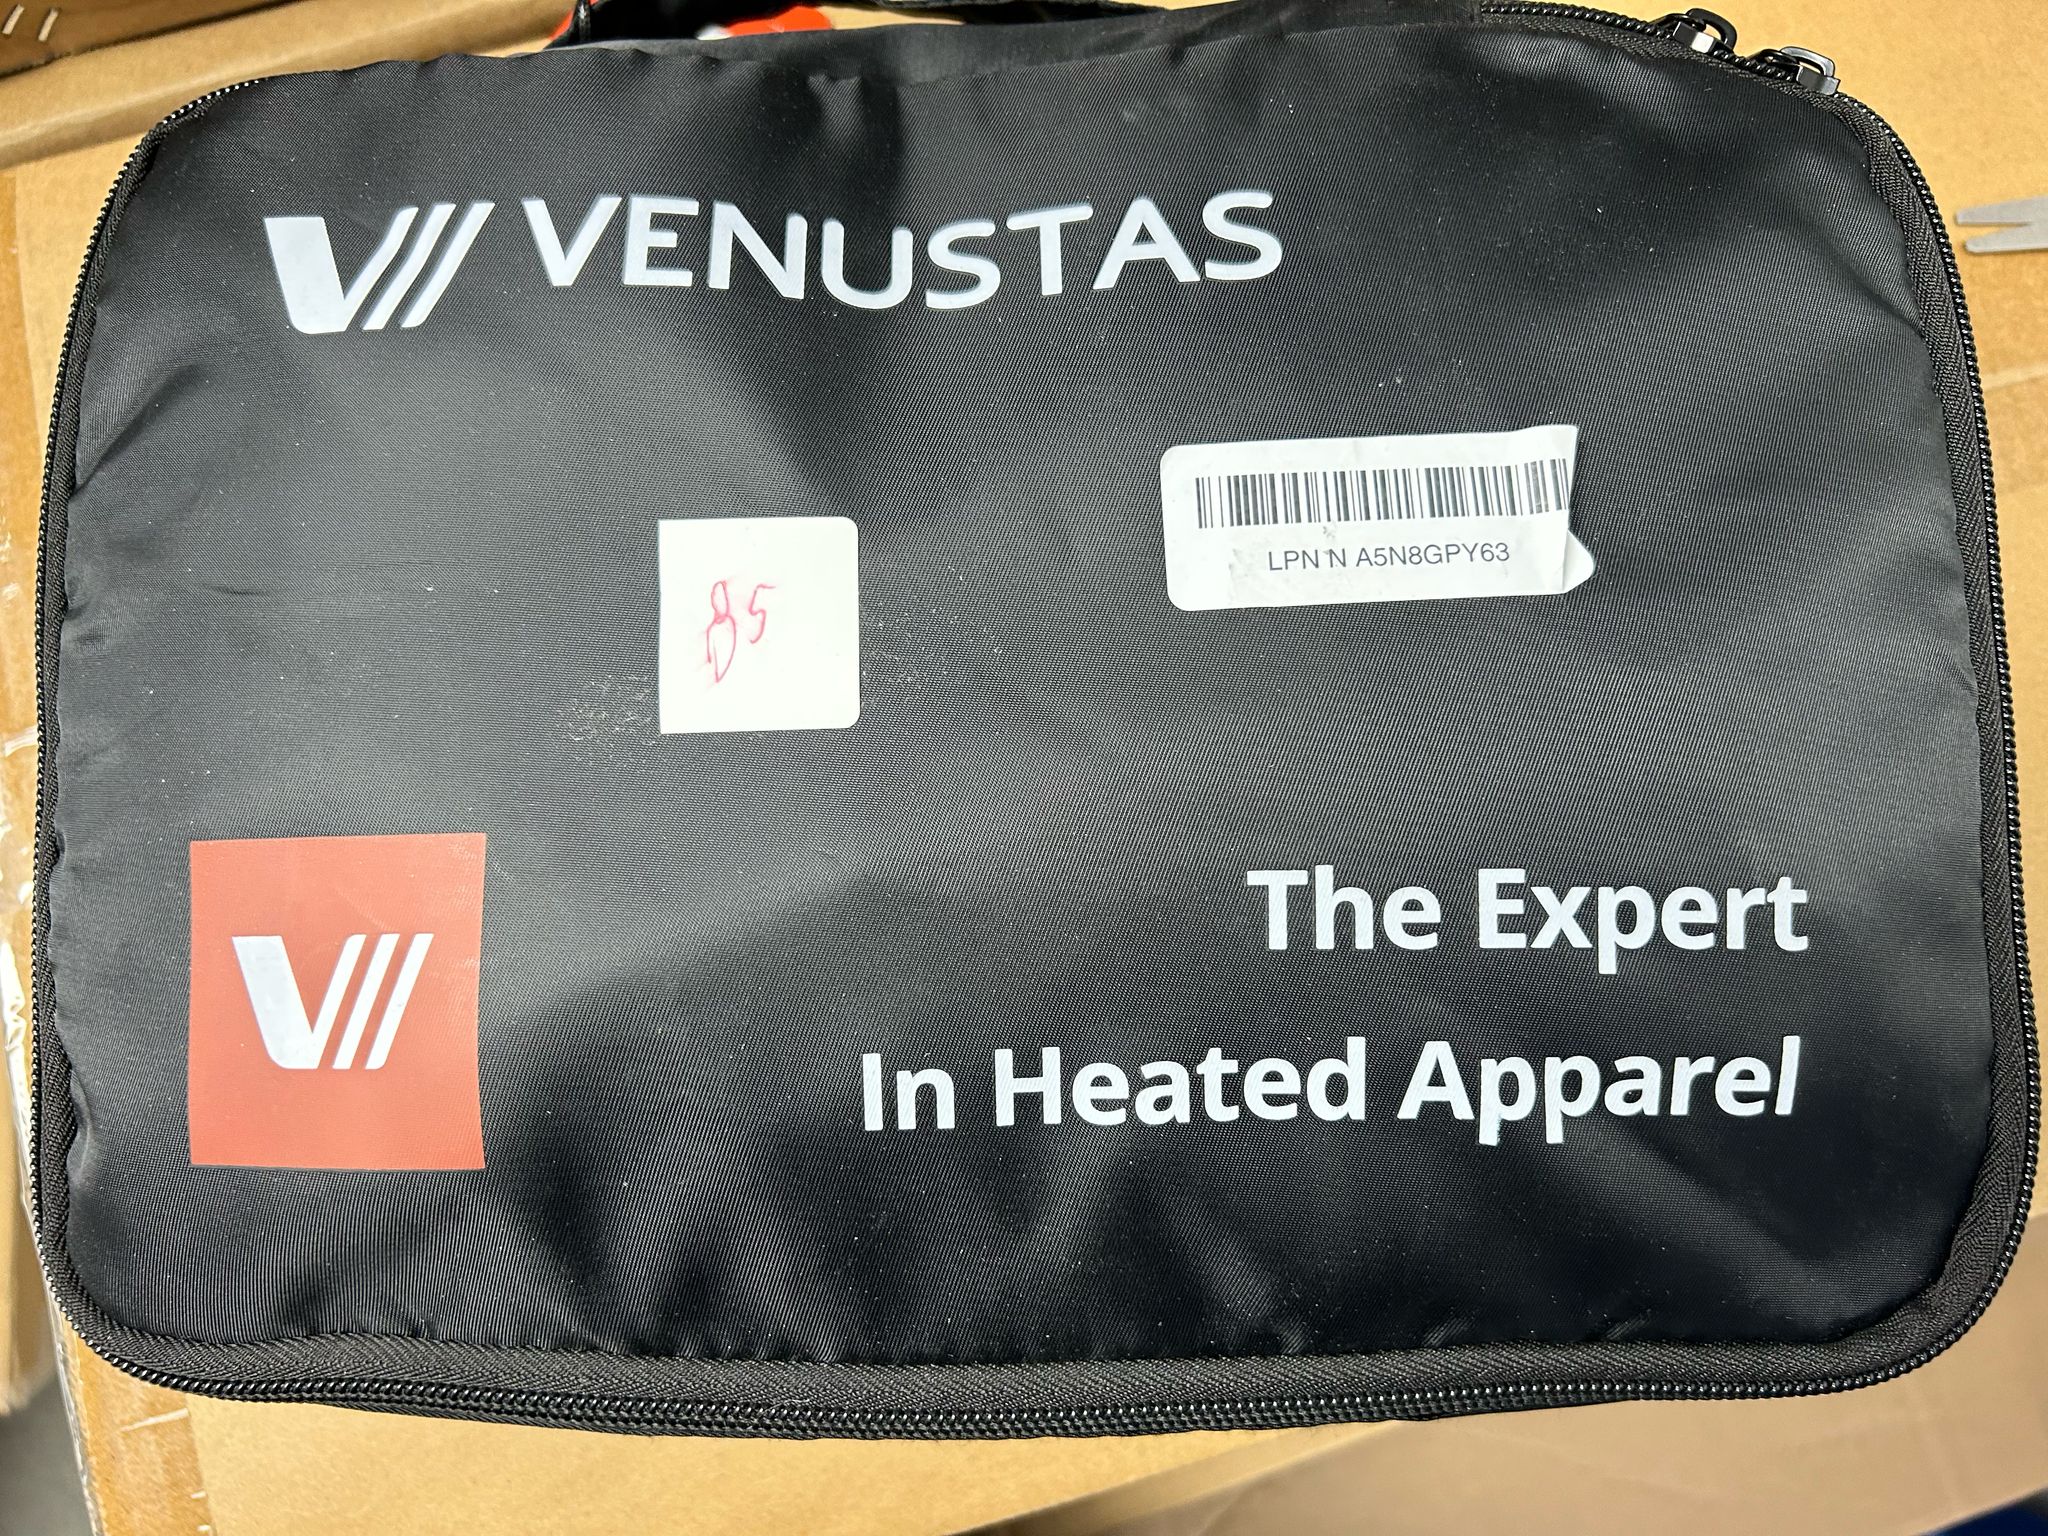 VENUSTAS
LPN N A5N8GPY63
85
The Expert
In Heated Apparel